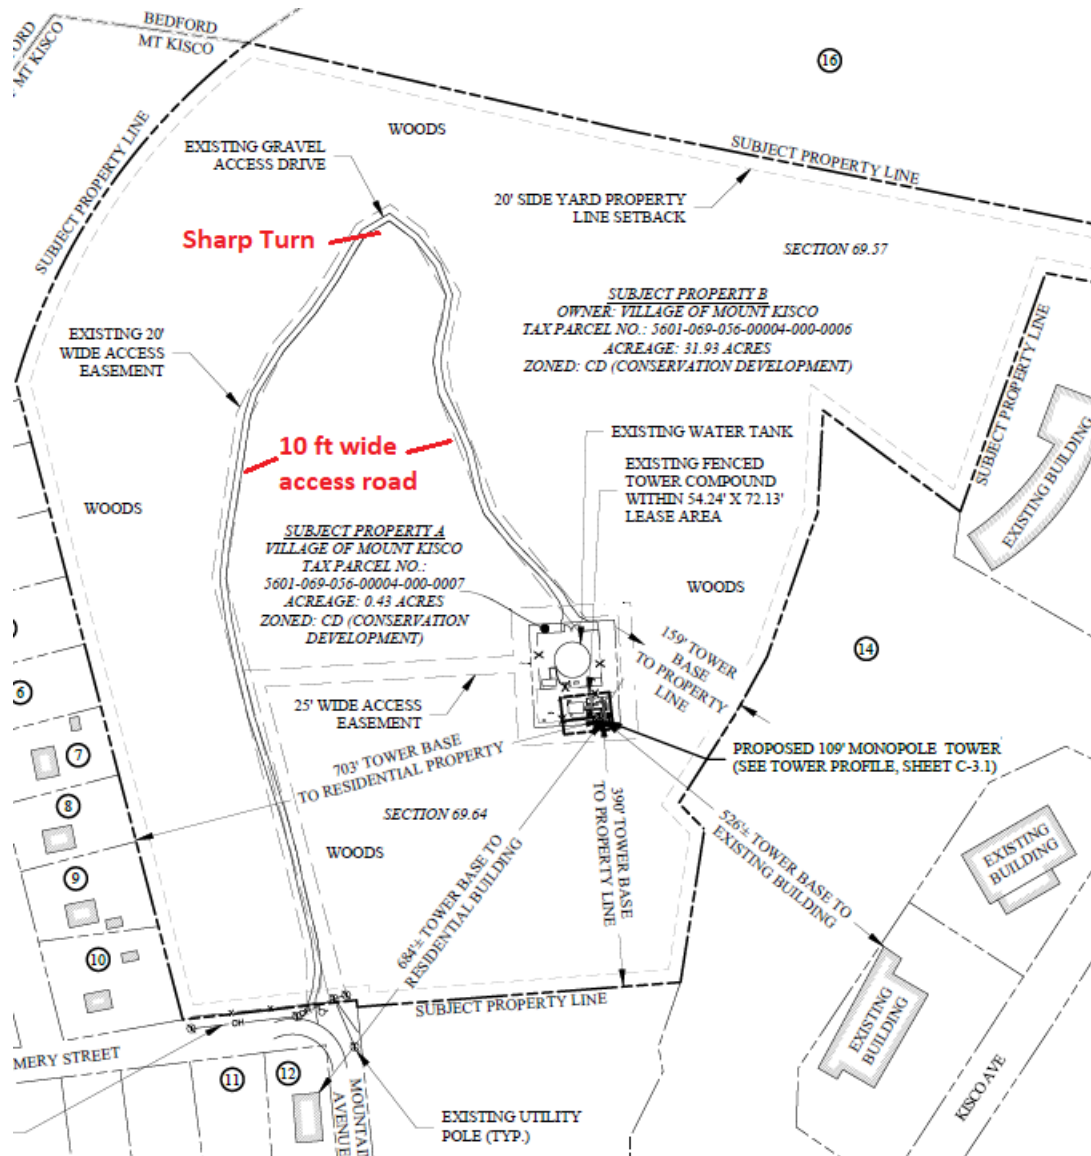 BEDFORD
MT KISCO
ORD
MT KISCO
16
WOODS
SUBJECT PROPERTY LINE
EXISTING GRAVEL
ACCESS DRIVE
SUBJECT PROPERTY LINE
20' SIDE YARD PROPERTY
LINE SETBACK
Sharp Turn
SECTION 69.57
SUBJECT PROPERTY B
OWNER: VILLAGE OF MOUNT KISCO
TAX PARCEL NO.: 5601-069-056-00004-000-0006
ACREAGE: 31.93 ACRES
ZONED: CD (CONSERVATION DEVELOPMENT)
SUBJECT PROPERTY LINE
EXISTING 20'
WIDE ACCESS
EASEMENT
EXISTING WATER TANK
10 ft wide
access road
EXISTING FENCED
TOWER COMPOUND
WITHIN 54.24' X 72.13'
LEASE AREA
EXISTING BUILDING
WOODS
SUBJECT PROPERTY A
VILLAGE OF MOUNT KISCO
TAX PARCEL NO.:
5601-069-056-00004-000-0007
ACREAGE: 0.43 ACRES
ZONED: CD (CONSERVATION
DEVELOPMENT)
WOODS
159' TOWER
BASE
TO PROPERTY
LINE
14
6
25' WIDE ACCESS
EASEMENT
7
703' TOWER BASE
TO RESIDENTIAL PROPERTY
PROPOSED 109' MONOPOLE TOWER
(SEE TOWER PROFILE, SHEET C-3.1)
8
SECTION 69.64
390' TOWER BASE
TO PROPERTY LINE
526'± TOWER BASE TO
EXISTING BUILDING
EXISTING
BUILDING
WOODS
9
684'± TOWER BASE TO
RESIDENTIAL BUILDING
10
SUBJECT PROPERTY LINE
OH
EXISTING
BUILDING
MERY STREET
11
12
MOUNTAI
AVENUE
EXISTING UTILITY
POLE (TYP.)
KISCO AVE